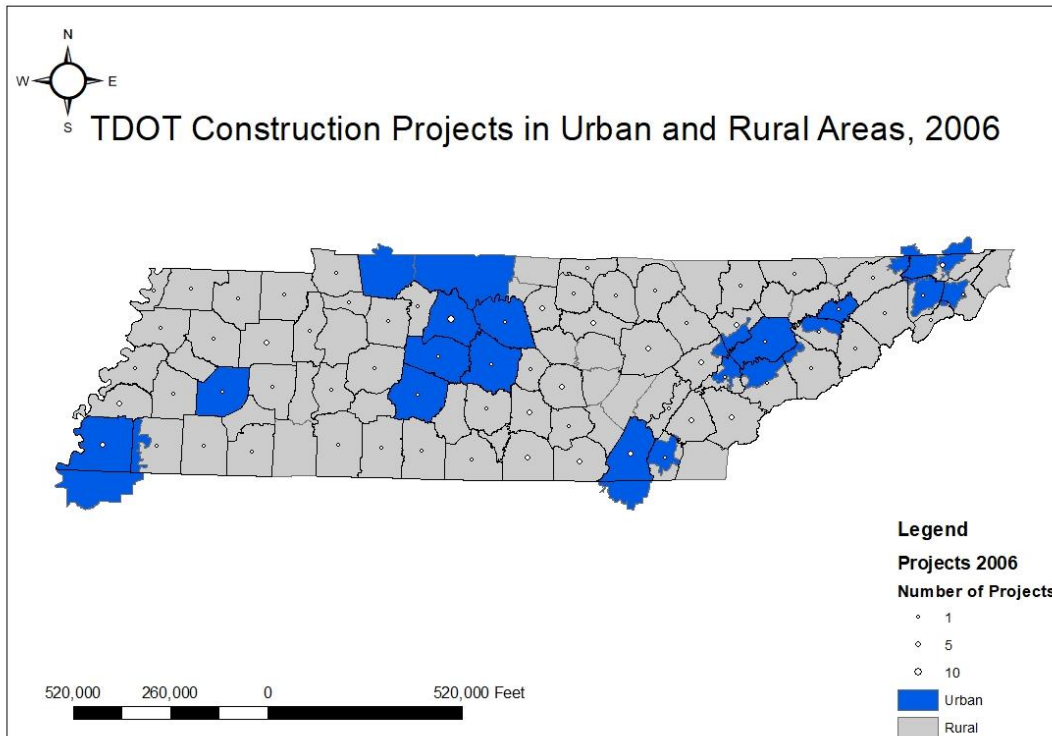 N
W E
S
TDOT Construction Projects in Urban and Rural Areas, 2006
Legend
Projects 2006
Number of Projects
1
5
10
Urban
Rural
520,000 260,000 0 520,000 Feet